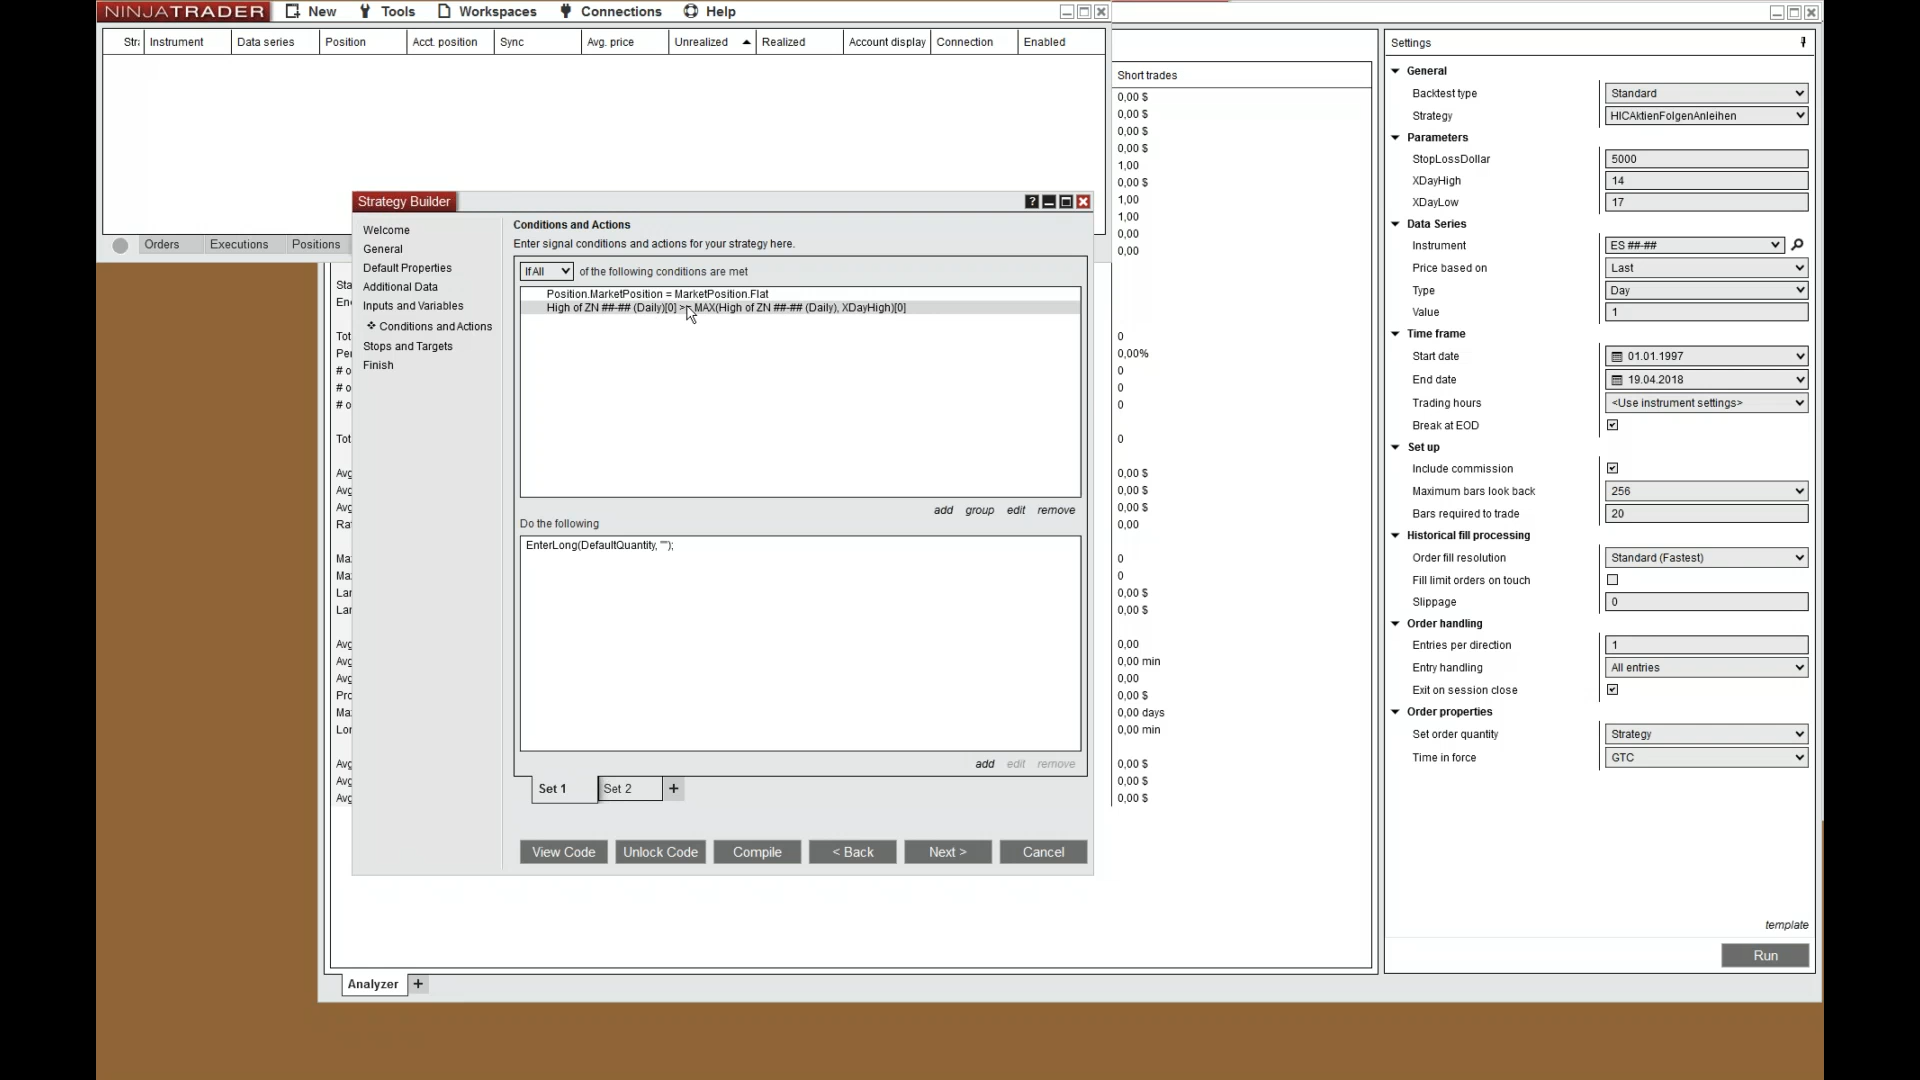 NINJATRADER New Tools Workspaces Connections Help
Instrument Data series Position Acct. position Sync Avg. price Unrealized Realized Account display Connection Enabled
Orders Executions Positions
Strategy Builder
Welcome
General
Default Properties
Additional Data
Inputs and Variables
Conditions and Actions
Stops and Targets
Finish
Conditions and Actions
Enter signal conditions and actions for your strategy here.
If All of the following conditions are met
Position.MarketPosition = MarketPosition.Flat
High of ZN ##-## (Daily)[0] >= MAX(High of ZN ##-## (Daily), XDayHigh)[0]
add group edit remove
Do the following
EnterLong(DefaultQuantity, "");
add edit remove
Set 1 Set 2 +
View Code Unlock Code Compile < Back Next > Cancel
Short trades
0,00 $
0,00 $
0,00 $
0,00 $
1,00
0,00 $
1,00
1,00
0,00 $
0,00 $
0
0,00%
0
0
0
0
0,00 $
0,00 $
0,00 $
0,00
0
0
0,00 $
0,00 $
0,00
0,00 min
0,00
0,00 $
0,00 days
0,00 min
0,00 $
0,00 $
0,00 $
Analyzer +
Settings
General
Backtest type Standard
Strategy HICAktienFolgenAnleihen
Parameters
StopLossDollar 5000
XDayHigh 14
XDayLow 17
Data Series
Instrument ES ##-##
Price based on Last
Type Day
Value 1
Time frame
Start date 01.01.1997
End date 19.04.2018
Trading hours <Use instrument settings>
Break at EOD
Set up
Include commission
Maximum bars look back 256
Bars required to trade 20
Historical fill processing
Order fill resolution Standard (Fastest)
Fill limit orders on touch
Slippage 0
Order handling
Entries per direction 1
Entry handling All entries
Exit on session close
Order properties
Set order quantity Strategy
Time in force GTC
template
Run